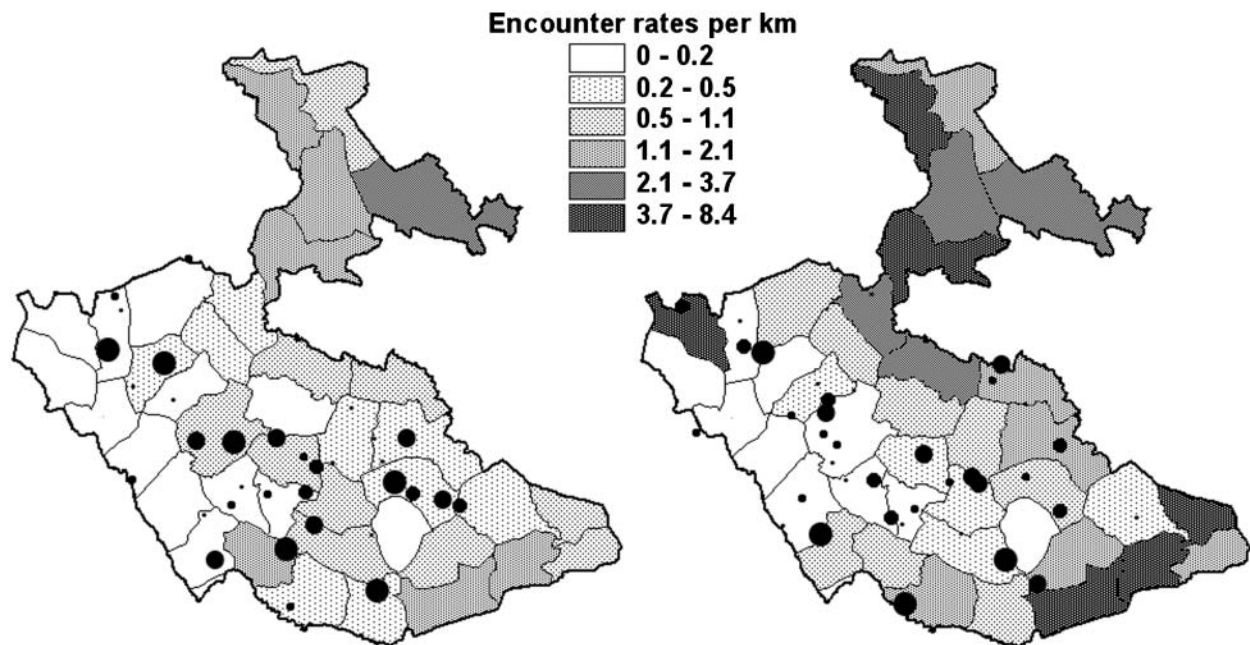 Encounter rates per km
0 - 0.2
0.2 - 0.5
0.5 - 1.1
1.1 - 2.1
2.1 - 3.7
3.7 - 8.4